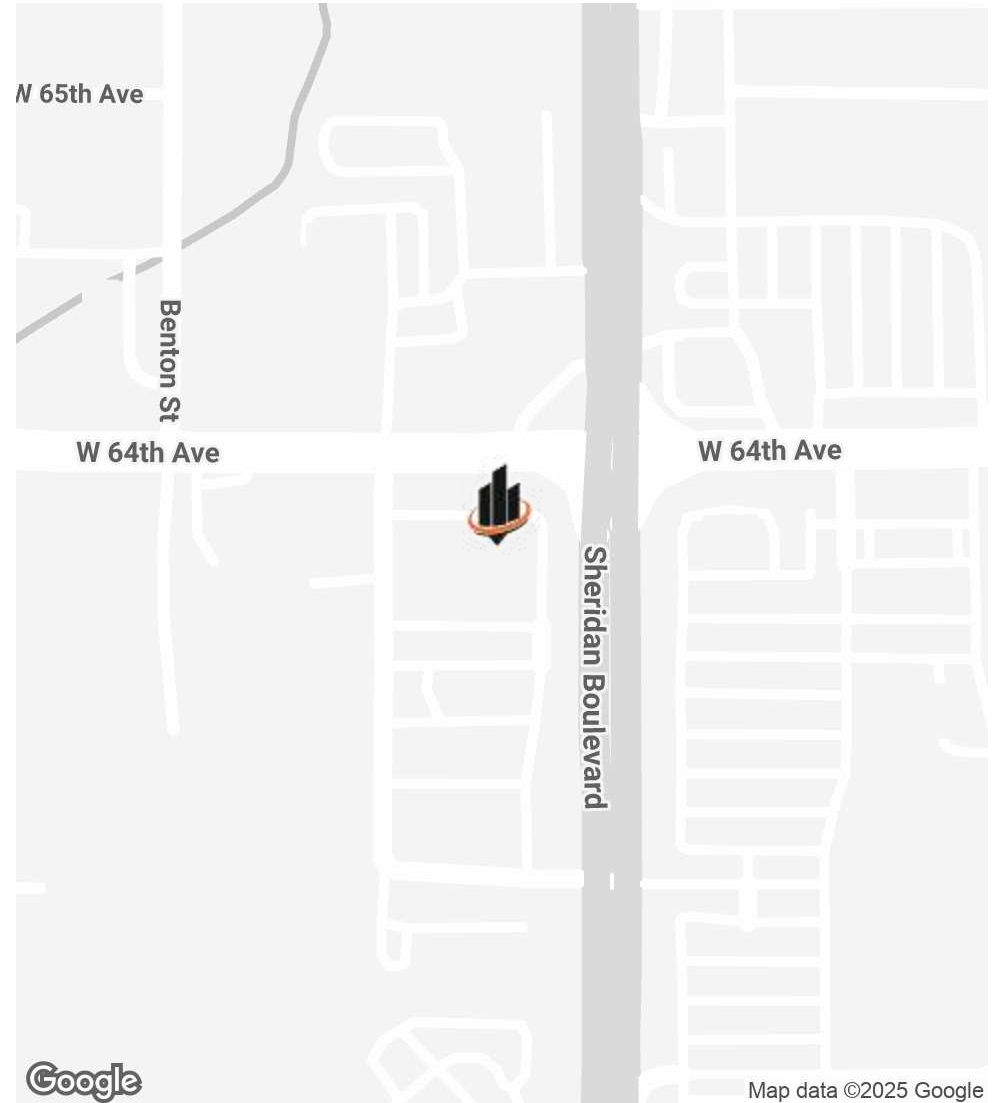 W 65th Ave
Benton St
W 64th Ave
W 64th Ave
Sheridan Boulevard
Google
Map data ©2025 Google